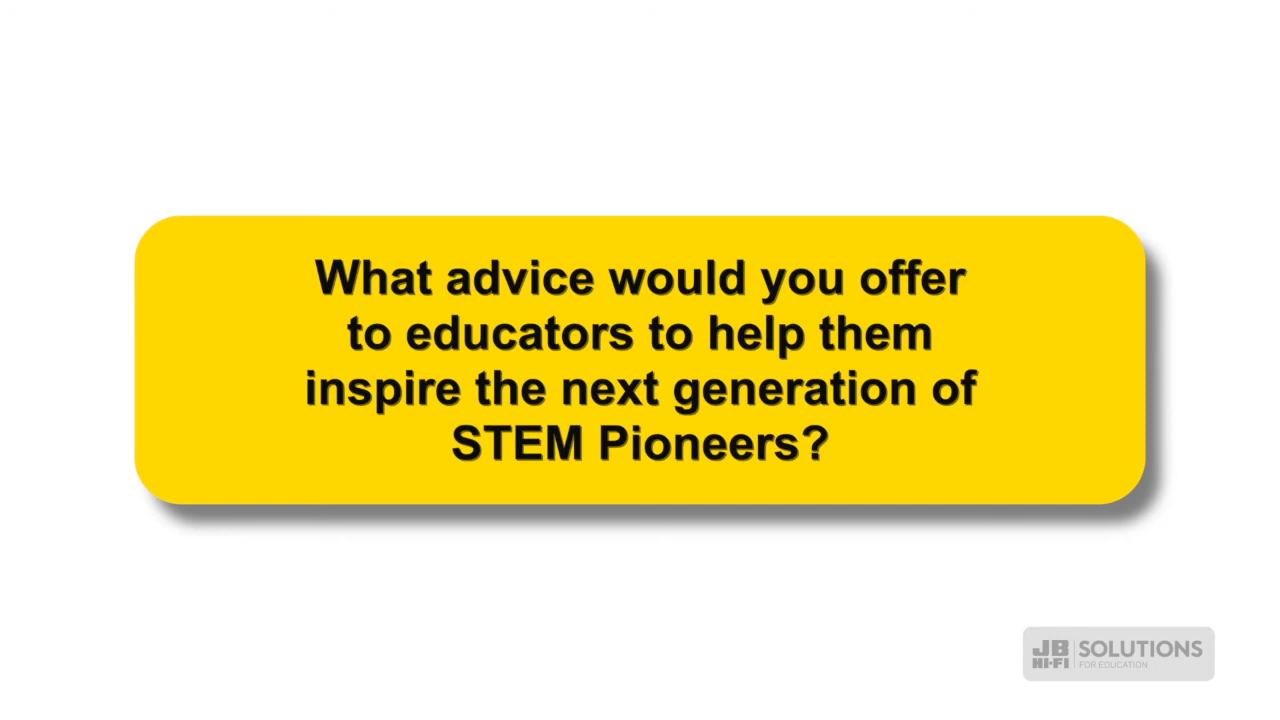 What advice would you offer
to educators to help them
inspire the next generation of
STEM Pioneers?
JB HI-FI SOLUTIONS
FOR EDUCATION